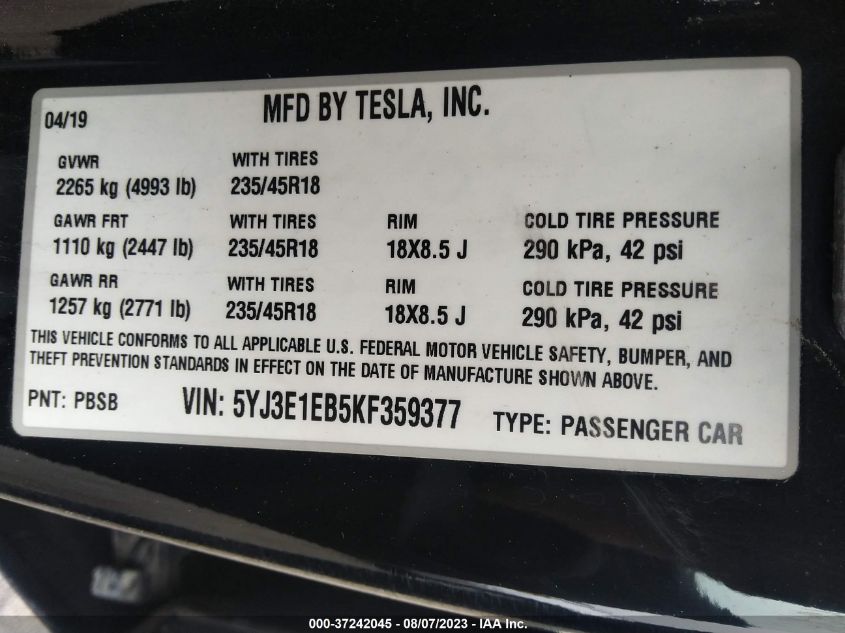 04/19 MFD BY TESLA, INC.
GVWR WITH TIRES
2265 kg (4993 lb) 235/45R18
GAWR FRT WITH TIRES RIM COLD TIRE PRESSURE
1110 kg (2447 lb) 235/45R18 18X8.5 J 290 kPa, 42 psi
GAWR RR WITH TIRES RIM COLD TIRE PRESSURE
1257 kg (2771 lb) 235/45R18 18X8.5 J 290 kPa, 42 psi
THIS VEHICLE CONFORMS TO ALL APPLICABLE U.S. FEDERAL MOTOR VEHICLE SAFETY, BUMPER, AND
THEFT PREVENTION STANDARDS IN EFFECT ON THE DATE OF MANUFACTURE SHOWN ABOVE.
PNT: PBSB VIN: 5YJ3E1EB5KF359377 TYPE: PASSENGER CAR
000-37242045 - 08/07/2023 - IAA Inc.